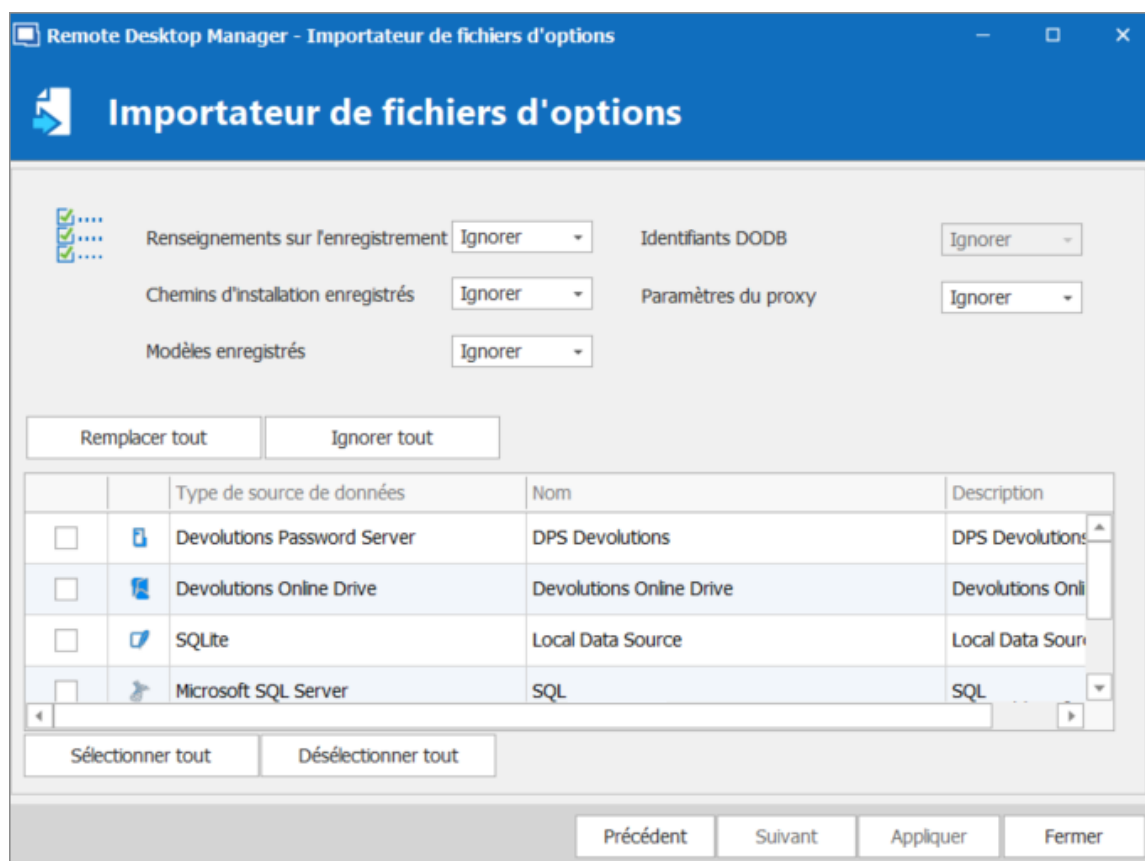 Remote Desktop Manager - Importateur de fichiers d'options
Importateur de fichiers d'options
Renseignements sur l'enregistrement Ignorer Identifiants DODB Ignorer
Chemins d'installation enregistrés Ignorer Paramètres du proxy Ignorer
Modèles enregistrés Ignorer
Remplacer tout Ignorer tout
Type de source de données Nom Description
Devolutions Password Server DPS Devolutions DPS Devolutions
Devolutions Online Drive Devolutions Online Drive Devolutions Onli
SQLite Local Data Source Local Data Sour
Microsoft SQL Server SQL SQL
Sélectionner tout Désélectionner tout
Précédent Suivant Appliquer Fermer